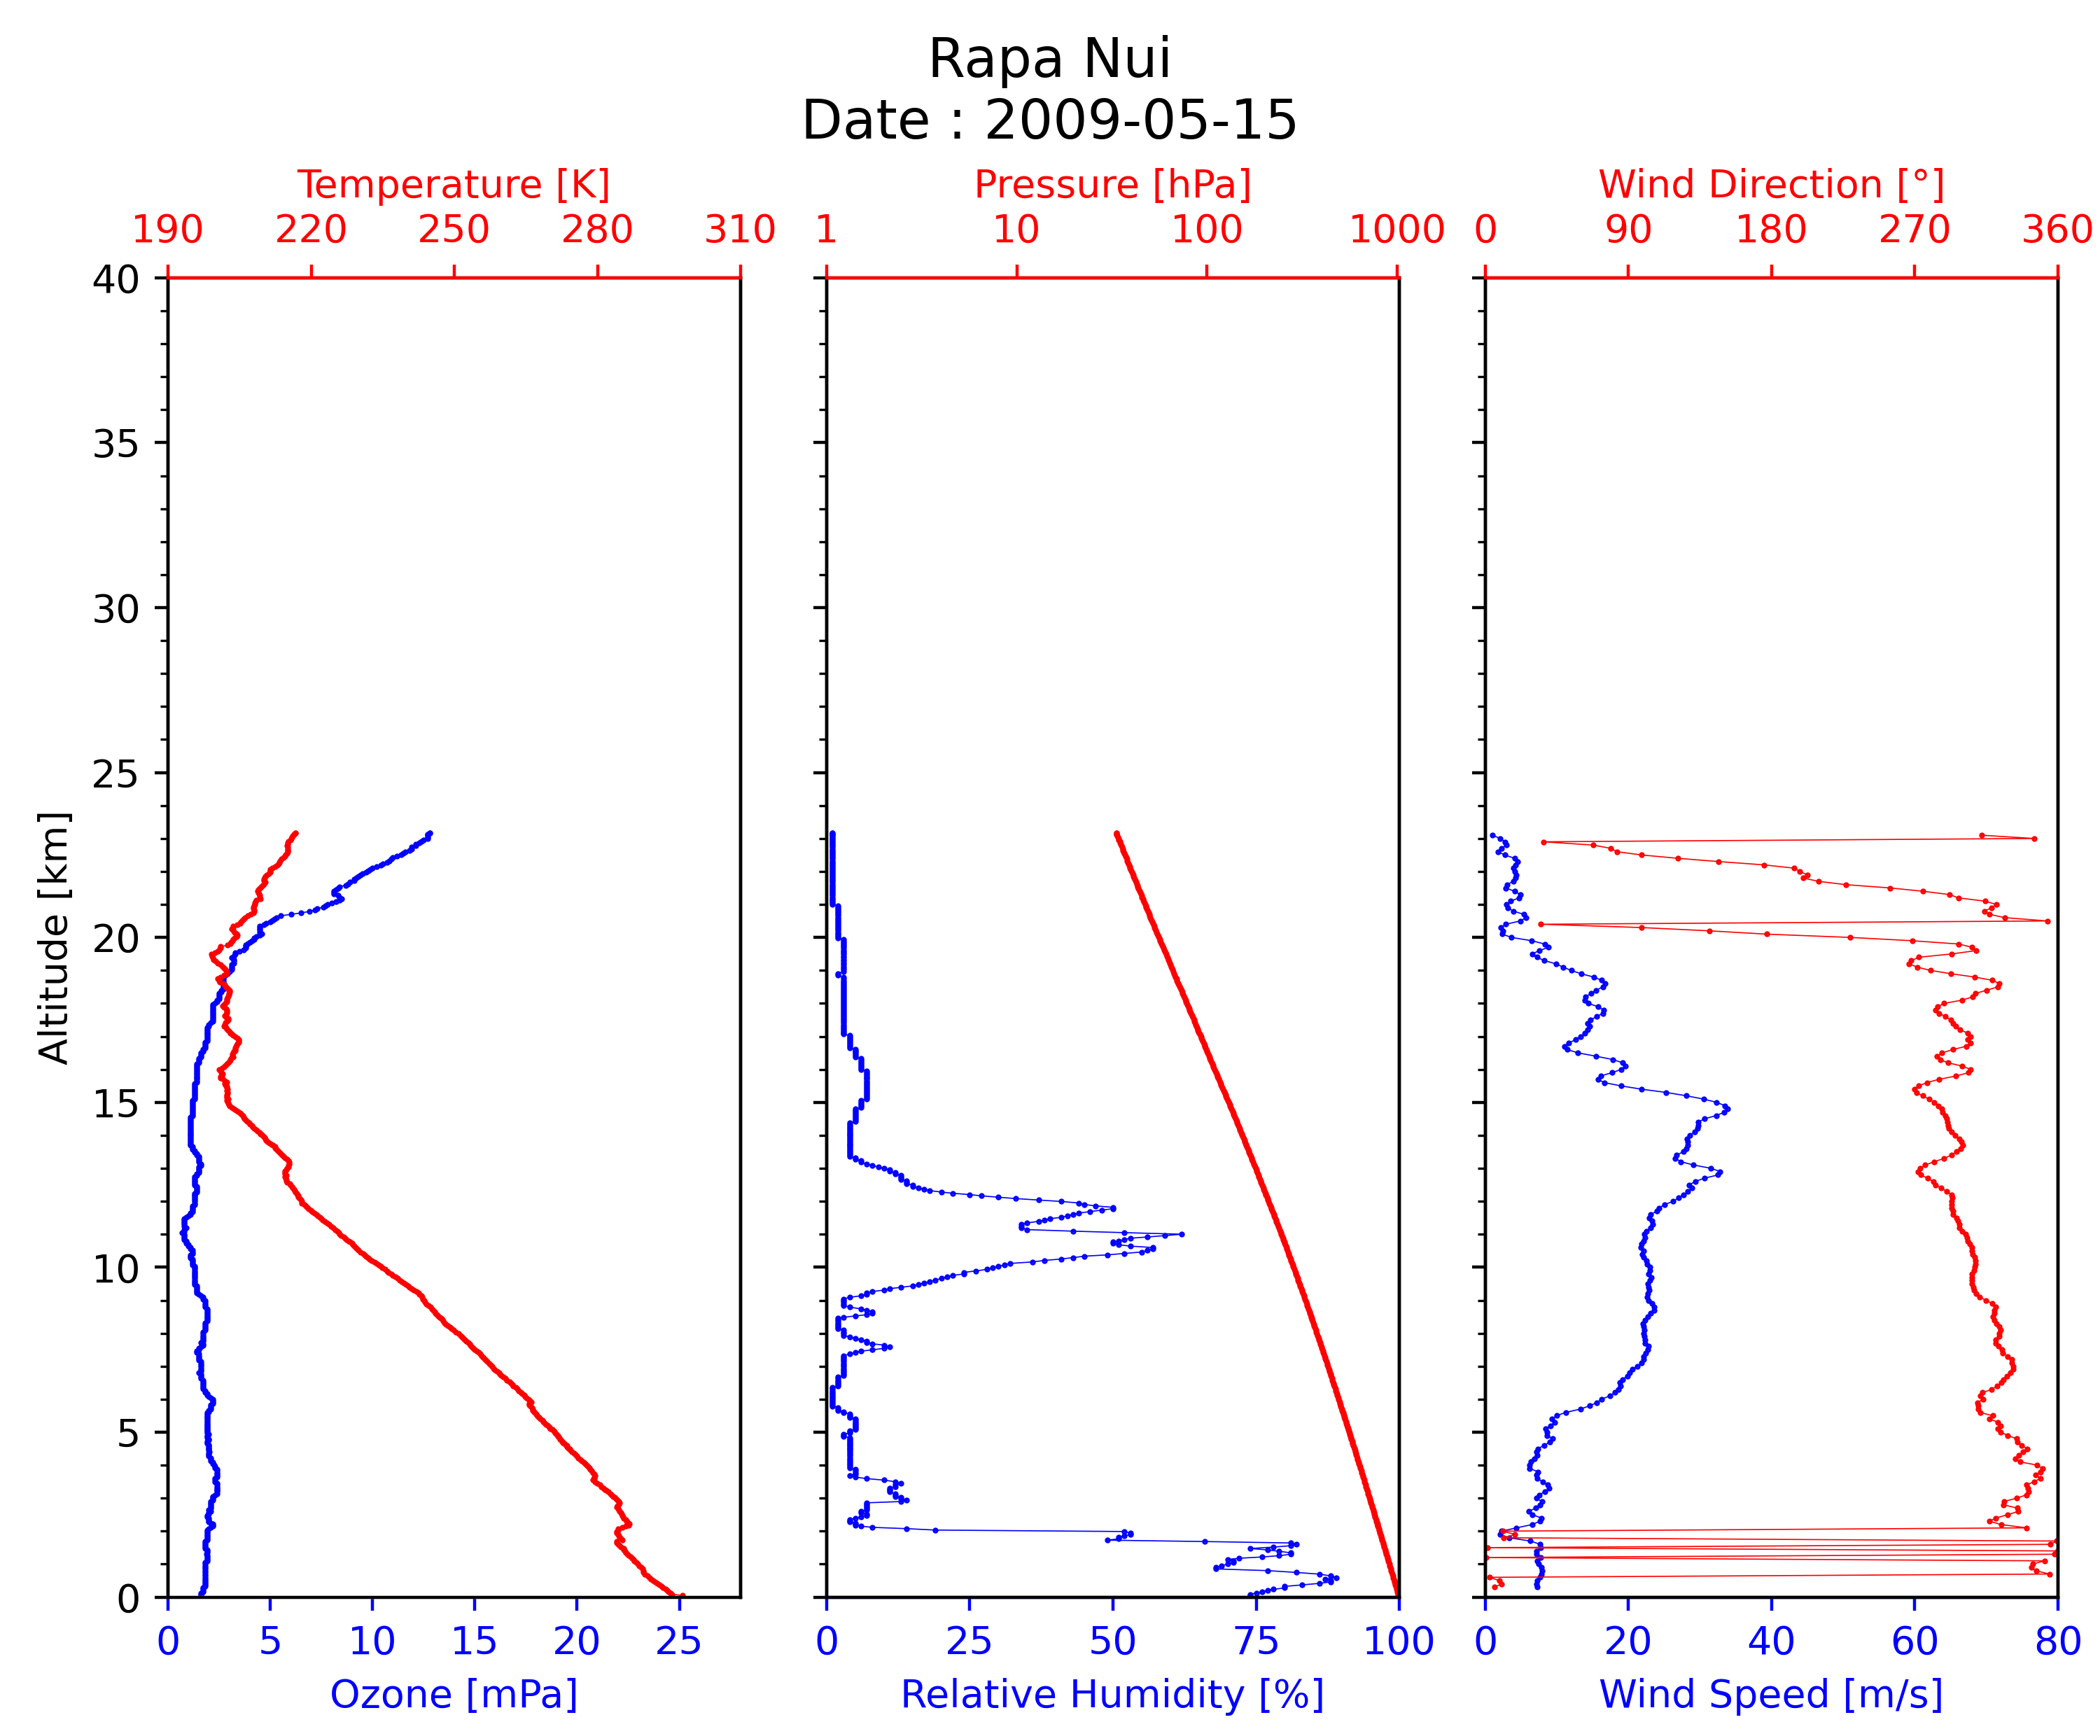 Rapa Nui
Date : 2009-05-15
Temperature [K]
190 220 250 280 310
Pressure [hPa]
1 10 100 1000
Wind Direction [°]
0 90 180 270 360
Altitude [km]
40
35
30
25
20
15
10
5
0
0 5 10 15 20 25
Ozone [mPa]
0 25 50 75 100
Relative Humidity [%]
0 20 40 60 80
Wind Speed [m/s]